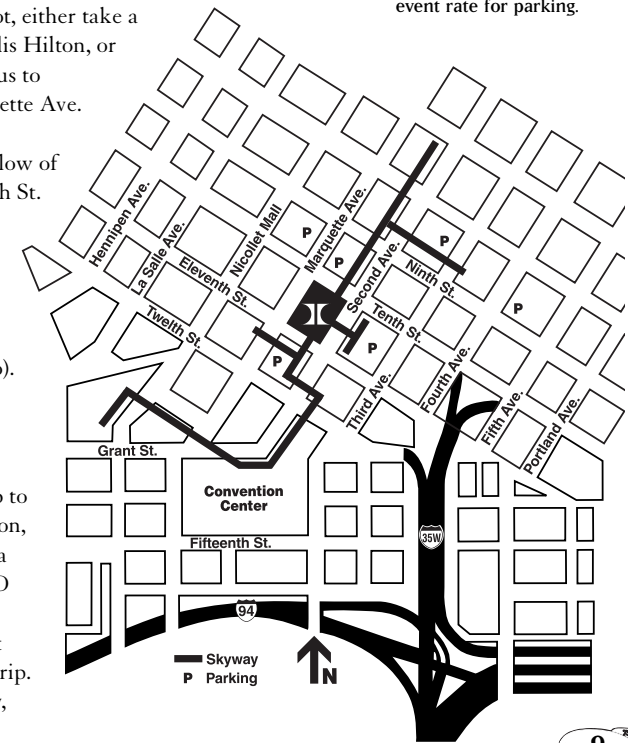 event rate for parking.
ot, either take a
lis Hilton, or
us to
ette Ave.
low of
h St.
).
p to
on,
a
O
t
rip.
,
Hennipen Ave.
La Salle Ave.
Nicollet Mall
Marquette Ave.
Second Ave.
Eleventh St.
Twelth St.
Ninth St.
Tenth St.
Third Ave.
Fourth Ave.
Fifth Ave.
Portland Ave.
P
P
P
P
P
P
Grant St.
Convention
Center
Fifteenth St.
35W
94
Skyway
P Parking
N
9